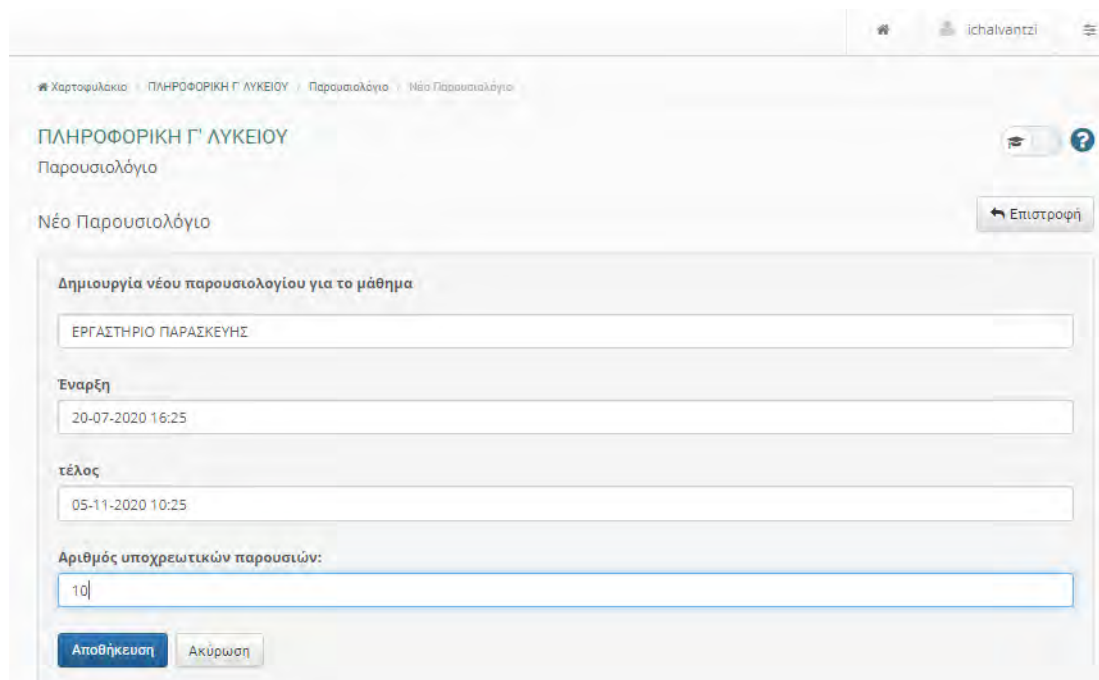 ichalvantzi
Χαρτοφυλάκιο / ΠΛΗΡΟΦΟΡΙΚΗ Γ' ΛΥΚΕΙΟΥ / Παρουσιολόγιο / Νέο Παρουσιολόγιο
ΠΛΗΡΟΦΟΡΙΚΗ Γ' ΛΥΚΕΙΟΥ
Παρουσιολόγιο
Νέο Παρουσιολόγιο
Επιστροφή
Δημιουργία νέου παρουσιολογίου για το μάθημα
ΕΡΓΑΣΤΗΡΙΟ ΠΑΡΑΣΚΕΥΗΣ
Έναρξη
20-07-2020 16:25
τέλος
05-11-2020 10:25
Αριθμός υποχρεωτικών παρουσιών:
10
Αποθήκευση Ακύρωση